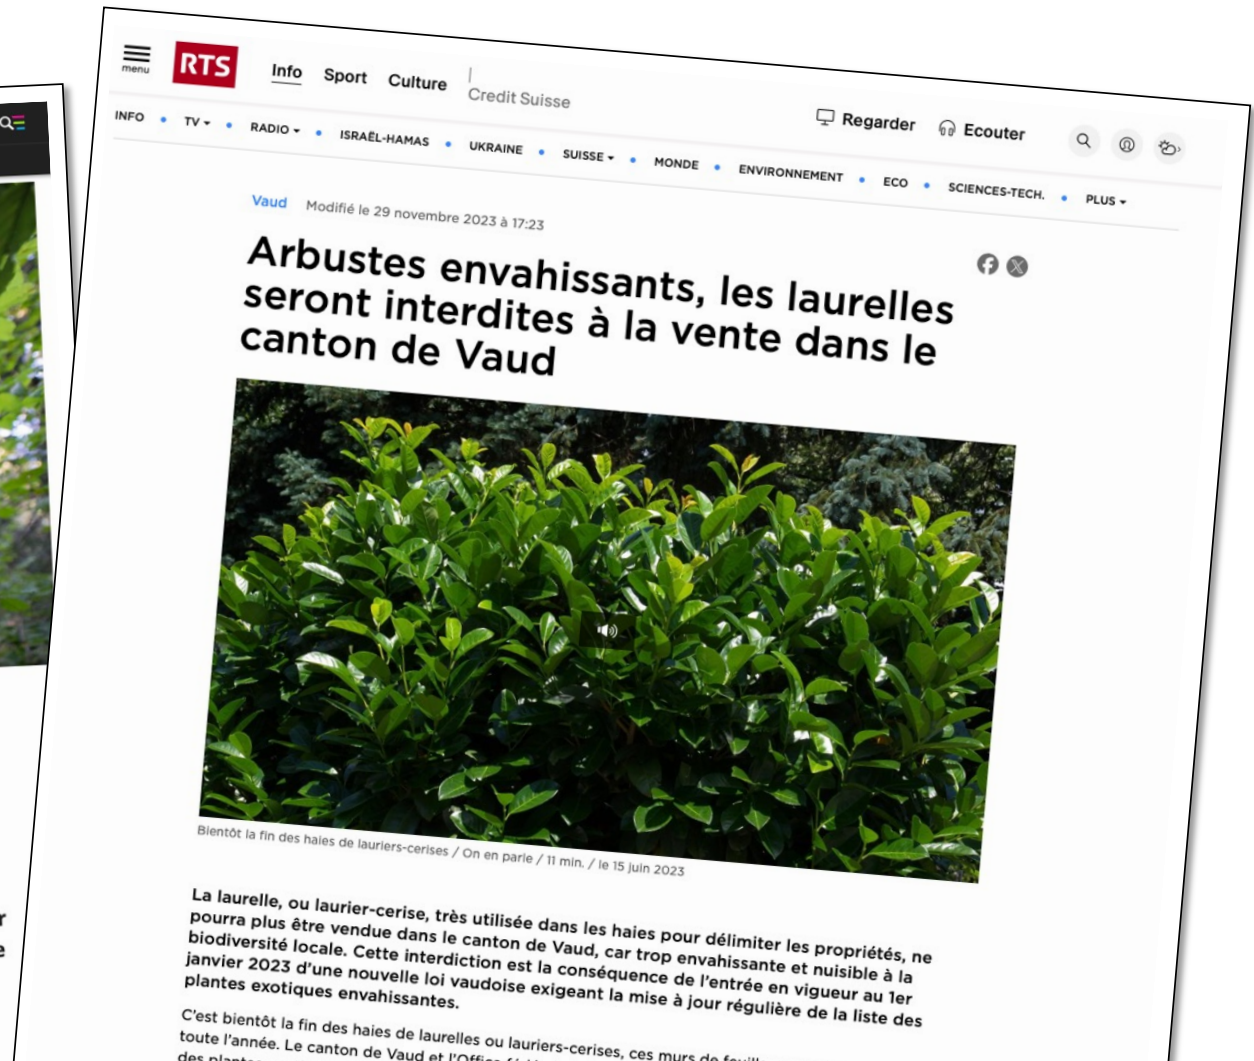 menu
RTS
Info Sport Culture
Credit Suisse
Regarder Ecouter
INFO • TV • RADIO • ISRAËL-HAMAS • UKRAINE • SUISSE • MONDE • ENVIRONNEMENT • ECO • SCIENCES-TECH. • PLUS
Vaud Modifié le 29 novembre 2023 à 17:23
Arbustes envahissants, les laurelles
seront interdites à la vente dans le
canton de Vaud
Bientôt la fin des haies de lauriers-cerises / On en parle / 11 min. / le 15 juin 2023
La laurelle, ou laurier-cerise, très utilisée dans les haies pour délimiter les propriétés, ne
pourra plus être vendue dans le canton de Vaud, car trop envahissante et nuisible à la
biodiversité locale. Cette interdiction est la conséquence de l'entrée en vigueur au 1er
janvier 2023 d'une nouvelle loi vaudoise exigeant la mise à jour régulière de la liste des
plantes exotiques envahissantes.
C'est bientôt la fin des haies de laurelles ou lauriers-cerises, ces murs de
toute l'année. Le canton de Vaud et
des